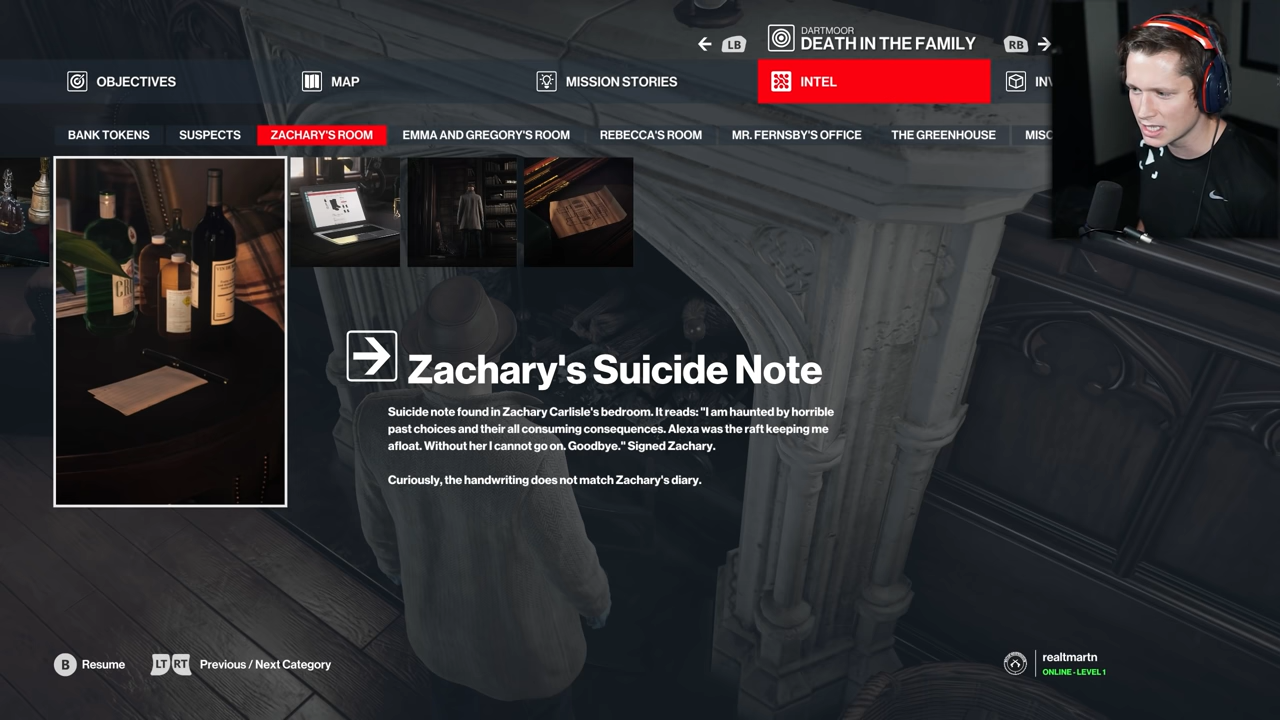 DARTMOOR
LB DEATH IN THE FAMILY RB
OBJECTIVES MAP MISSION STORIES INTEL
BANK TOKENS SUSPECTS ZACHARY'S ROOM EMMA AND GREGORY'S ROOM REBECCA'S ROOM MR. FERNSBY'S OFFICE THE GREENHOUSE MISC
Zachary's Suicide Note
Suicide note found in Zachary Carlisle's bedroom. It reads: "I am haunted by horrible
past choices and their all consuming consequences. Alexa was the raft keeping me
afloat. Without her I cannot go on. Goodbye." Signed Zachary.
Curiously, the handwriting does not match Zachary's diary.
B Resume LT RT Previous / Next Category
realtmartn
ONLINE - LEVEL 1